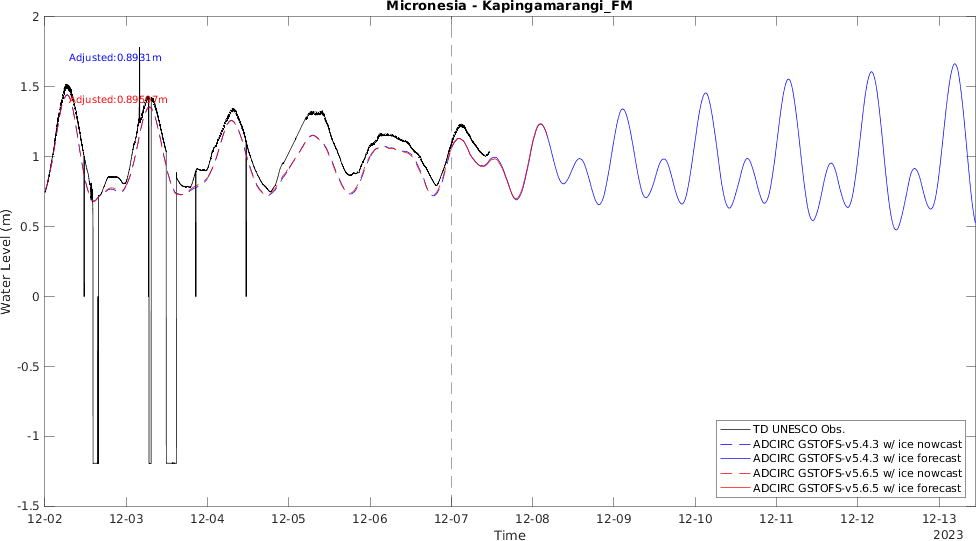 Micronesia - Kapingamarangi_FM
Water Level (m)
2
1.5
1
0.5
0
-0.5
-1
-1.5
Adjusted:0.8931m
12-02
12-03
12-04
12-05
12-06
12-07
12-08
12-09
12-10
12-11
12-12
12-13
2023
Time
TD UNESCO Obs.
ADCIRC GSTOFS-v5.4.3 w/ ice nowcast
ADCIRC GSTOFS-v5.4.3 w/ ice forecast
ADCIRC GSTOFS-v5.6.5 w/ ice nowcast
ADCIRC GSTOFS-v5.6.5 w/ ice forecast